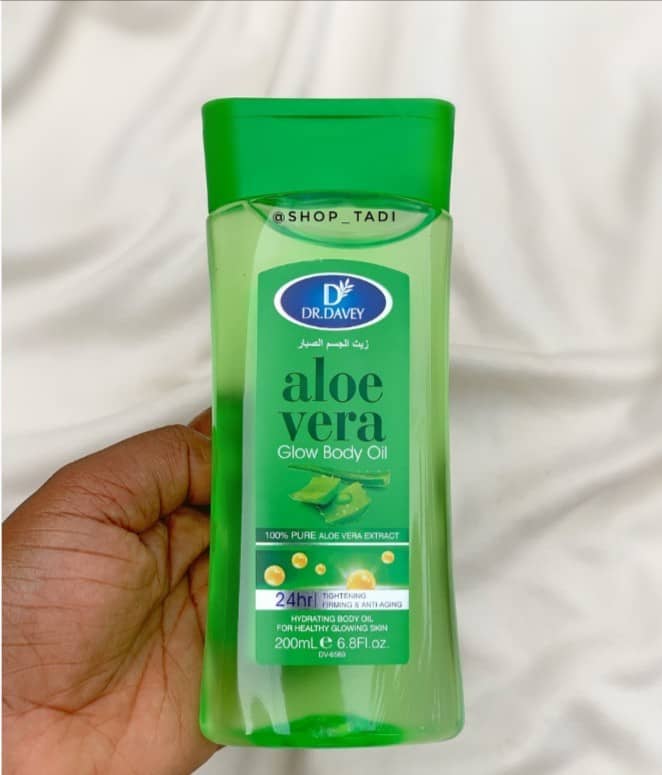 @SHOP_TADI
D
DR.DAVEY
زيت الجسم الصبار
aloe
vera
Glow Body Oil
100% PURE ALOE VERA EXTRACT
24hr
TIGHTENING
FIRMING & ANTI-AGING
HYDRATING BODY OIL
FOR HEALTHY GLOWING SKIN
200mL e 6.8Fl.oz.
DV-6569